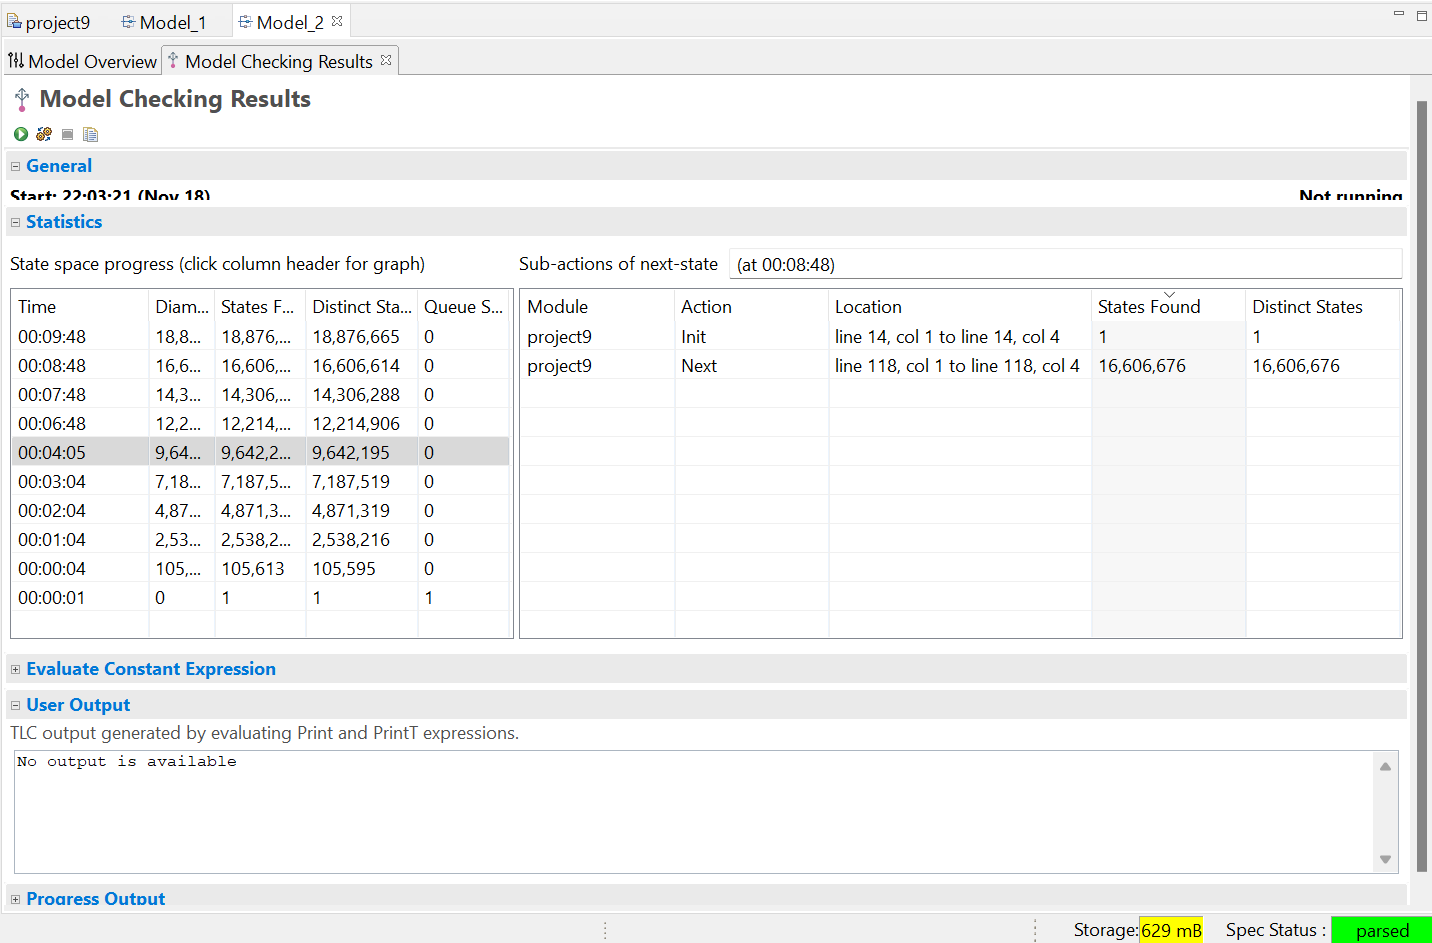 project9 Model_1 Model_2
Model Overview Model Checking Results
Model Checking Results
General
Start: 22:03:21 (Nov 18) Not running
Statistics
State space progress (click column header for graph) Sub-actions of next-state (at 00:08:48)
Time Diam... States F... Distinct Sta... Queue S... Module Action Location States Found Distinct States
00:09:48 18,8... 18,876,... 18,876,665 0 project9 Init line 14, col 1 to line 14, col 4 1 1
00:08:48 16,6... 16,606,... 16,606,614 0 project9 Next line 118, col 1 to line 118, col 4 16,606,676 16,606,676
00:07:48 14,3... 14,306,... 14,306,288 0
00:06:48 12,2... 12,214,... 12,214,906 0
00:04:05 9,64... 9,642,2... 9,642,195 0
00:03:04 7,18... 7,187,5... 7,187,519 0
00:02:04 4,87... 4,871,3... 4,871,319 0
00:01:04 2,53... 2,538,2... 2,538,216 0
00:00:04 105,... 105,613 105,595 0
00:00:01 0 1 1 1
Evaluate Constant Expression
User Output
TLC output generated by evaluating Print and PrintT expressions.
No output is available
Progress Output
Storage: 629 mB Spec Status : parsed